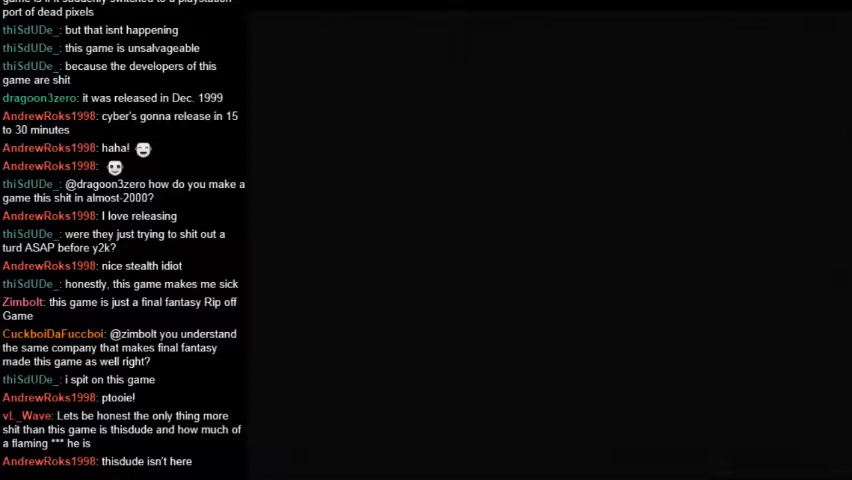 game is if it suddenly switched to a playstation
port of dead pixels
thiSdUDe_: but that isnt happening
thiSdUDe_: this game is unsalvageable
thiSdUDe_: because the developers of this
game are shit
dragoon3zero: it was released in Dec. 1999
AndrewRoks1998: cyber's gonna release in 15
to 30 minutes
AndrewRoks1998: haha!
AndrewRoks1998:
thiSdUDe_: @dragoon3zero how do you make a
game this shit in almost-2000?
AndrewRoks1998: I love releasing
thiSdUDe_: were they just trying to shit out a
turd ASAP before y2k?
AndrewRoks1998: nice stealth idiot
thiSdUDe_: honestly, this game makes me sick
Zimbolt: this game is just a final fantasy Rip off
Game
CuckboiDaFuccboi: @zimbolt you understand
the same company that makes final fantasy
made this game as well right?
thiSdUDe_: i spit on this game
AndrewRoks1998: ptooie!
vL_Wave: Lets be honest the only thing more
shit than this game is thisdude and how much of
a flaming *** he is
AndrewRoks1998: thisdude isn't here